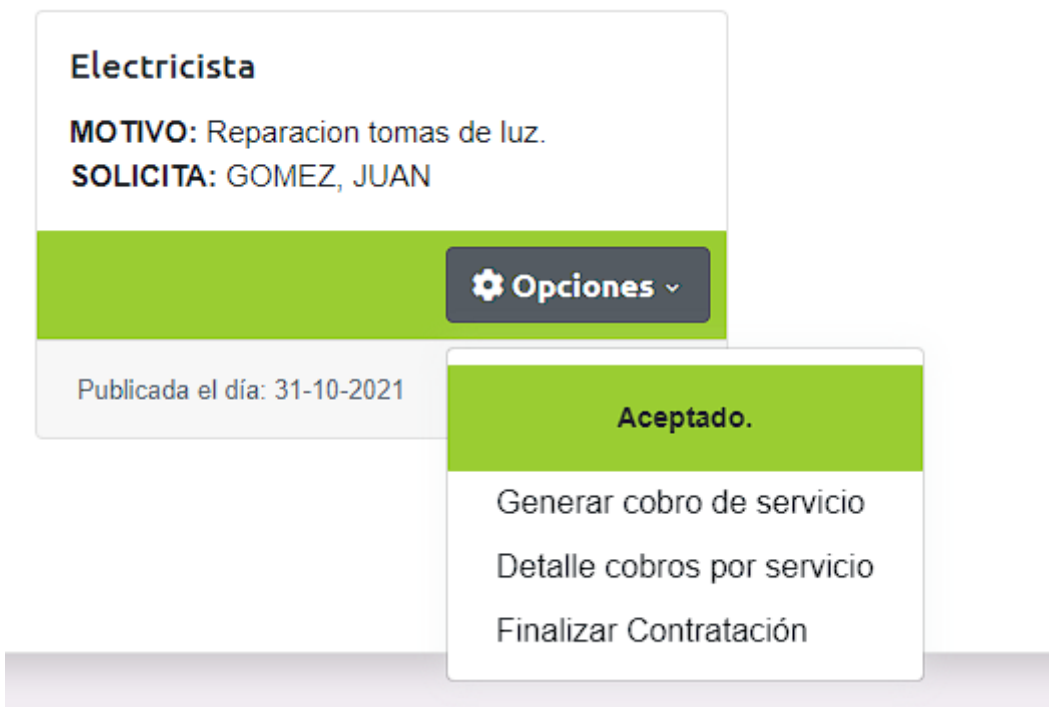 Electricista
MOTIVO: Reparacion tomas de luz.
SOLICITA: GOMEZ, JUAN
Opciones
Publicada el día: 31-10-2021
Aceptado.
Generar cobro de servicio
Detalle cobros por servicio
Finalizar Contratación